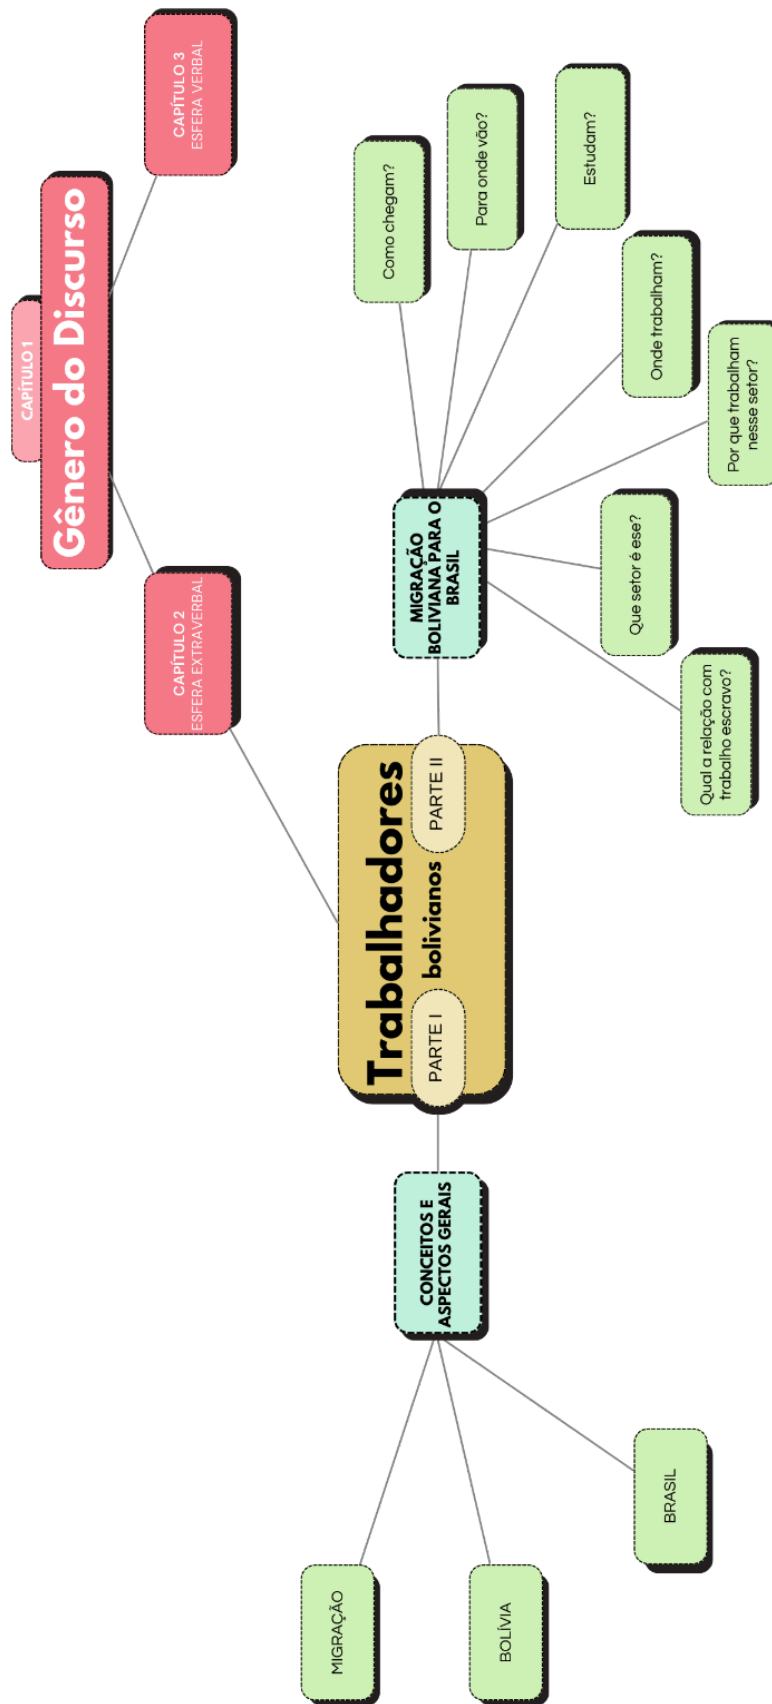 CAPÍTULO 1
Gênero do Discurso
CAPÍTULO 2
ESFERA EXTRAVERBAL
CAPÍTULO 3
ESFERA VERBAL
Trabalhadores
bolivianos
PARTE I
PARTE II
CONCEITOS E
ASPECTOS GERAIS
MIGRAÇÃO
BOLÍVIA
BRASIL
MIGRAÇÃO
BOLIVIANA PARA O
BRASIL
Como chegam?
Para onde vão?
Estudam?
Onde trabalham?
Por que trabalham
nesse setor?
Que setor é ese?
Qual a relação com
trabalho escravo?